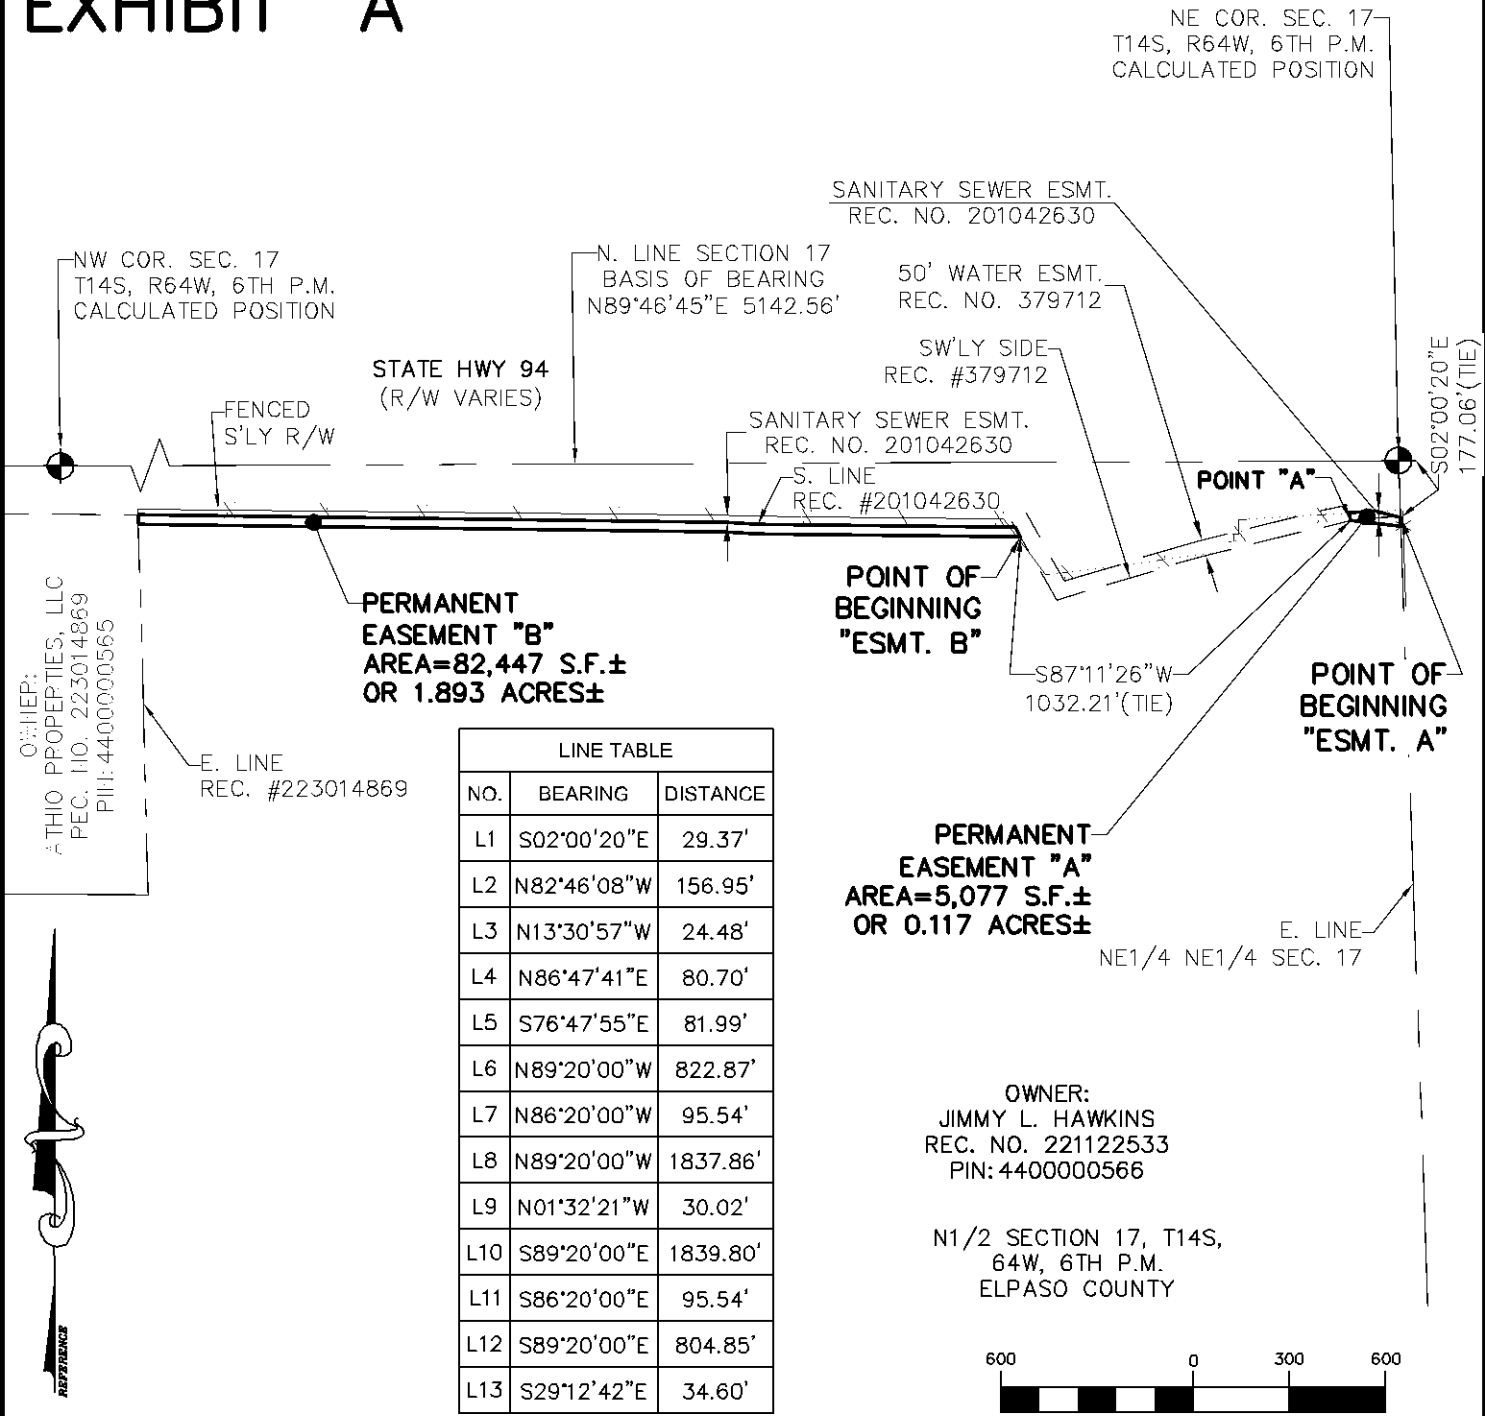 EXHIBIT "A"
NE COR. SEC. 17
T14S, R64W, 6TH P.M.
CALCULATED POSITION
SANITARY SEWER ESMT.
REC. NO. 201042630
NW COR. SEC. 17
T14S, R64W, 6TH P.M.
CALCULATED POSITION
N. LINE SECTION 17
BASIS OF BEARING
N89°46'45"E 5142.56'
50' WATER ESMT.
REC. NO. 379712
SW'LY SIDE
REC. #379712
S02°00'20"E
177.06'(TIE)
STATE HWY 94
(R/W VARIES)
FENCED
S'LY R/W
SANITARY SEWER ESMT.
REC. NO. 201042630
S. LINE
REC. #201042630
POINT "A"
POINT OF
BEGINNING
"ESMT. B"
PERMANENT
EASEMENT "B"
AREA=82,447 S.F.±
OR 1.893 ACRES±
S87°11'26"W
1032.21'(TIE)
POINT OF
BEGINNING
"ESMT. A"
OWNER:
ATHIO PROPERTIES, LLC
REC. NO. 223014869
PIN: 4400000565
E. LINE
REC. #223014869
PERMANENT
EASEMENT "A"
AREA=5,077 S.F.±
OR 0.117 ACRES±
E. LINE
NE1/4 NE1/4 SEC. 17
LINE TABLE
NO. BEARING DISTANCE
L1 S02°00'20"E 29.37'
L2 N82°46'08"W 156.95'
L3 N13°30'57"W 24.48'
L4 N86°47'41"E 80.70'
L5 S76°47'55"E 81.99'
L6 N89°20'00"W 822.87'
L7 N86°20'00"W 95.54'
L8 N89°20'00"W 1837.86'
L9 N01°32'21"W 30.02'
L10 S89°20'00"E 1839.80'
L11 S86°20'00"E 95.54'
L12 S89°20'00"E 804.85'
L13 S29°12'42"E 34.60'
OWNER:
JIMMY L. HAWKINS
REC. NO. 221122533
PIN: 4400000566
N1/2 SECTION 17, T14S,
64W, 6TH P.M.
ELPASO COUNTY
REFERENCE
600 0 300 600